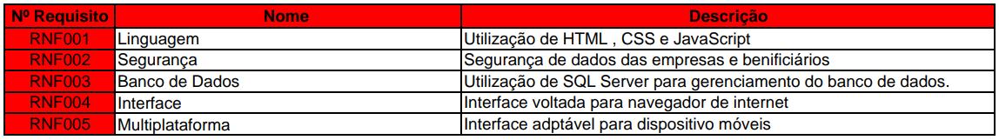 Nº Requisito Nome Descrição
RNF001 Linguagem Utilização de HTML , CSS e JavaScript
RNF002 Segurança Segurança de dados das empresas e benificiários
RNF003 Banco de Dados Utilização de SQL Server para gerenciamento do banco de dados.
RNF004 Interface Interface voltada para navegador de internet
RNF005 Multiplataforma Interface adptável para dispositivo móveis